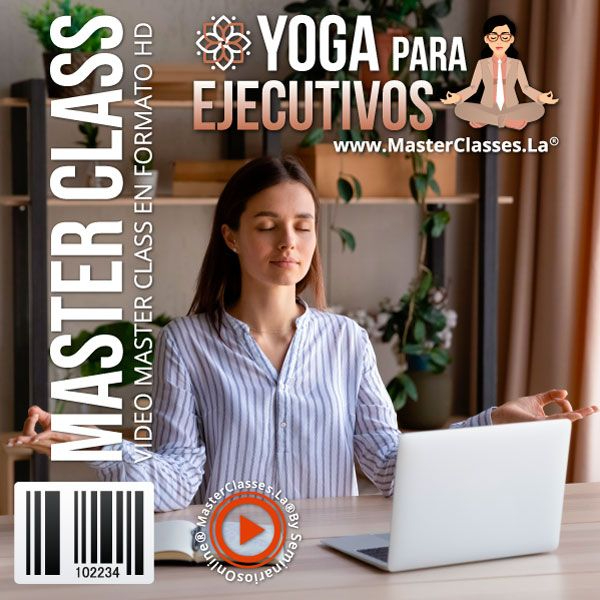 MASTER CLASS
VIDEO MASTER CLASS EN FORMATO HD
YOGA PARA
EJECUTIVOS
www.MasterClasses.La®
MasterClasses.La®By SeminariosOnline®
102234